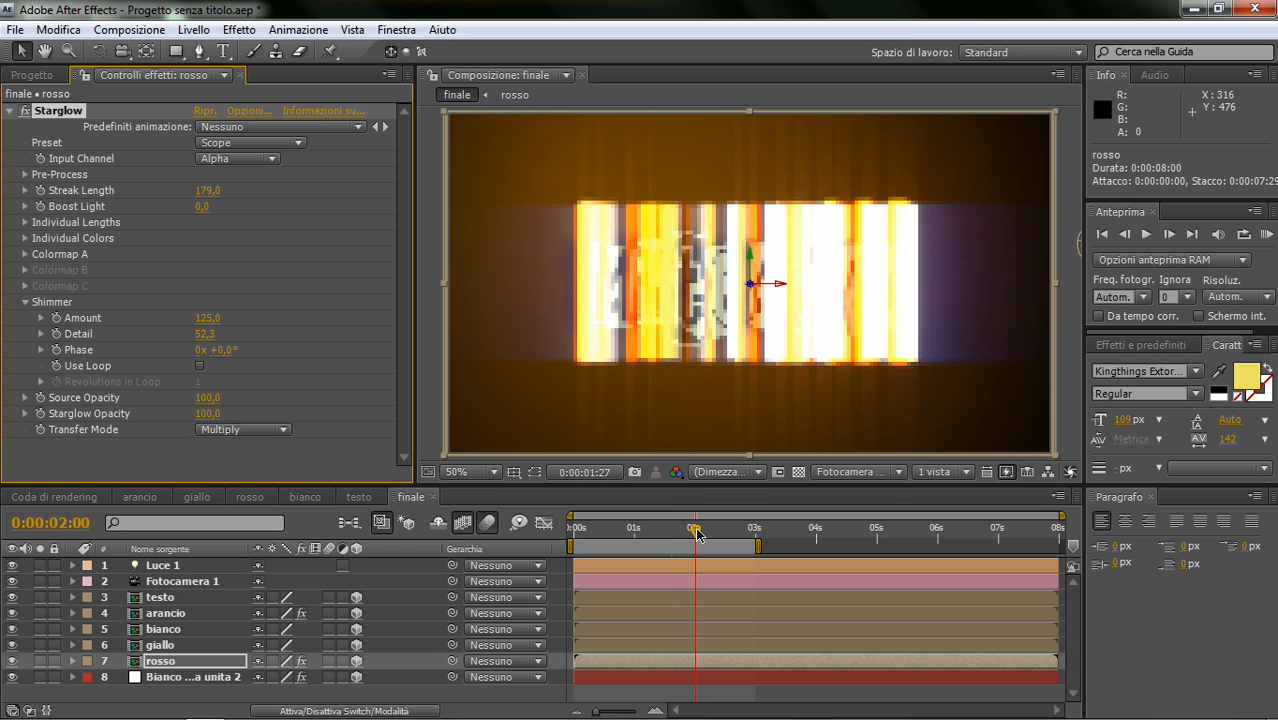 Adobe After Effects - Progetto senza titolo.aep *
File Modifica Composizione Livello Effetto Animazione Vista Finestra Aiuto
Spazio di lavoro: Standard Cerca nella Guida
Progetto Controlli effetti: rosso
finale • rosso
Starglow Ripr. Opzioni... Informazioni su...
Predefiniti animazione: Nessuno
Preset Scope
Input Channel Alpha
Pre-Process
Streak Length 179,0
Boost Light 0,0
Individual Lengths
Individual Colors
Colormap A
Colormap B
Colormap C
Shimmer
Amount 125,0
Detail 52,3
Phase 0x +0,0°
Use Loop
Revolutions in Loop 1
Source Opacity 100,0
Starglow Opacity 100,0
Transfer Mode Multiply
Composizione: finale
finale rosso
50% 0:00:01:27 (Dimezza... Fotocamera ... 1 vista
Info Audio
R: X : 316
G: Y : 476
B:
A: 0
rosso
Durata: 0:00:08:00
Attacco: 0:00:00:00, Stacco: 0:00:07:29
Anteprima
Opzioni anteprima RAM
Freq. fotogr. Ignora Risoluz.
Autom. 0 Autom.
Da tempo corr. Schermo int.
Effetti e predefiniti Caratt
Kingthings Extor...
Regular
109 px Auto
Metrica 142
- px
Coda di rendering arancio giallo rosso bianco testo finale
0:00:02:00
0:00s 01s 03s 04s 05s 06s 07s 08s
# Nome sorgente Gerarchia
1 Luce 1 Nessuno
2 Fotocamera 1 Nessuno
3 testo Nessuno
4 arancio Nessuno
5 bianco Nessuno
6 giallo Nessuno
7 rosso Nessuno
8 Bianco ...a unita 2 Nessuno
Attiva/Disattiva Switch/Modalità
Paragrafo
0 px 0 px 0 px
0 px 0 px